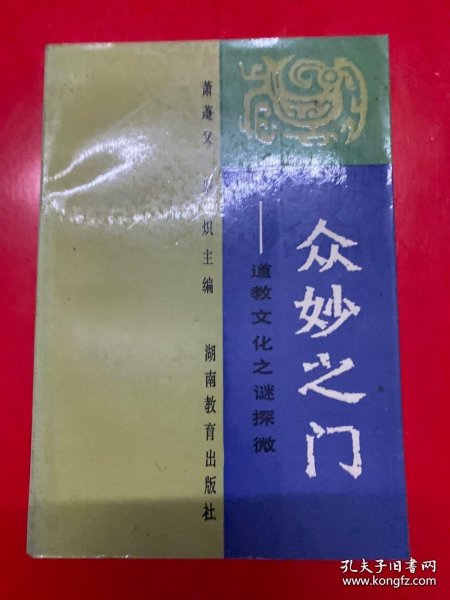 众妙之门
——道教文化之谜探微
萧萐父 炽主编
湖南教育出版社
孔夫子旧书网
www.kongfz.com